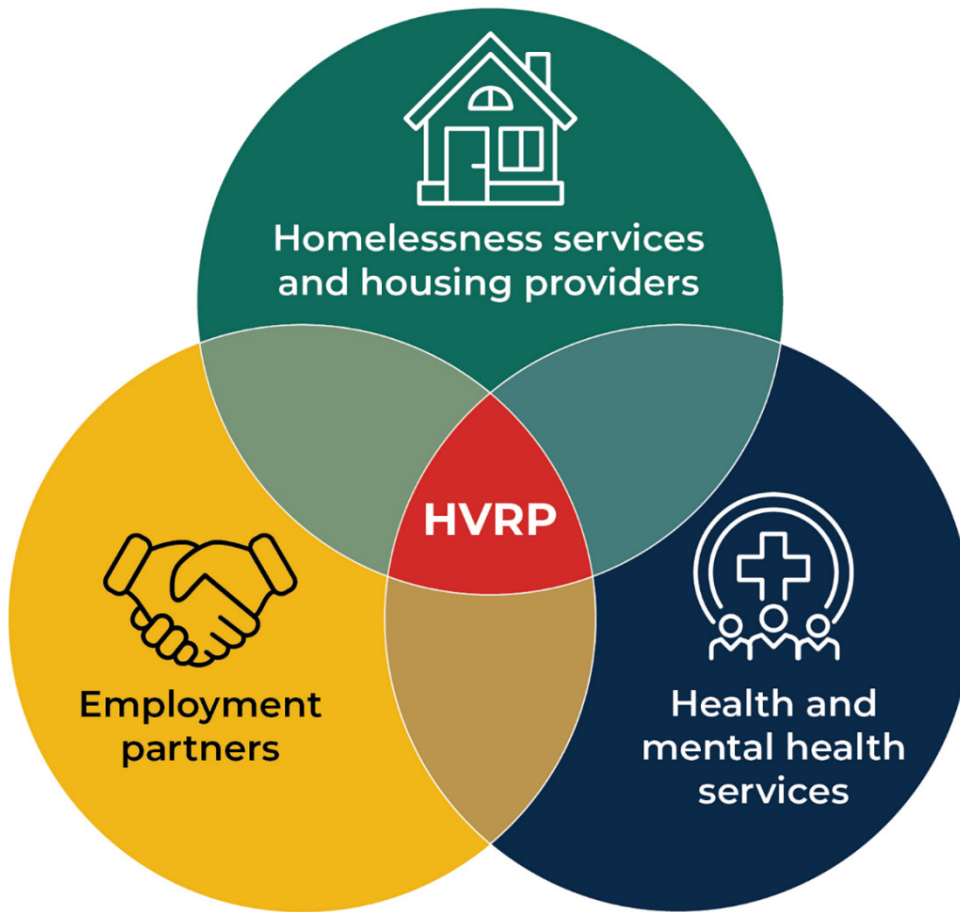 Homelessness services
and housing providers
HVRP
Employment
partners
Health and
mental health
services